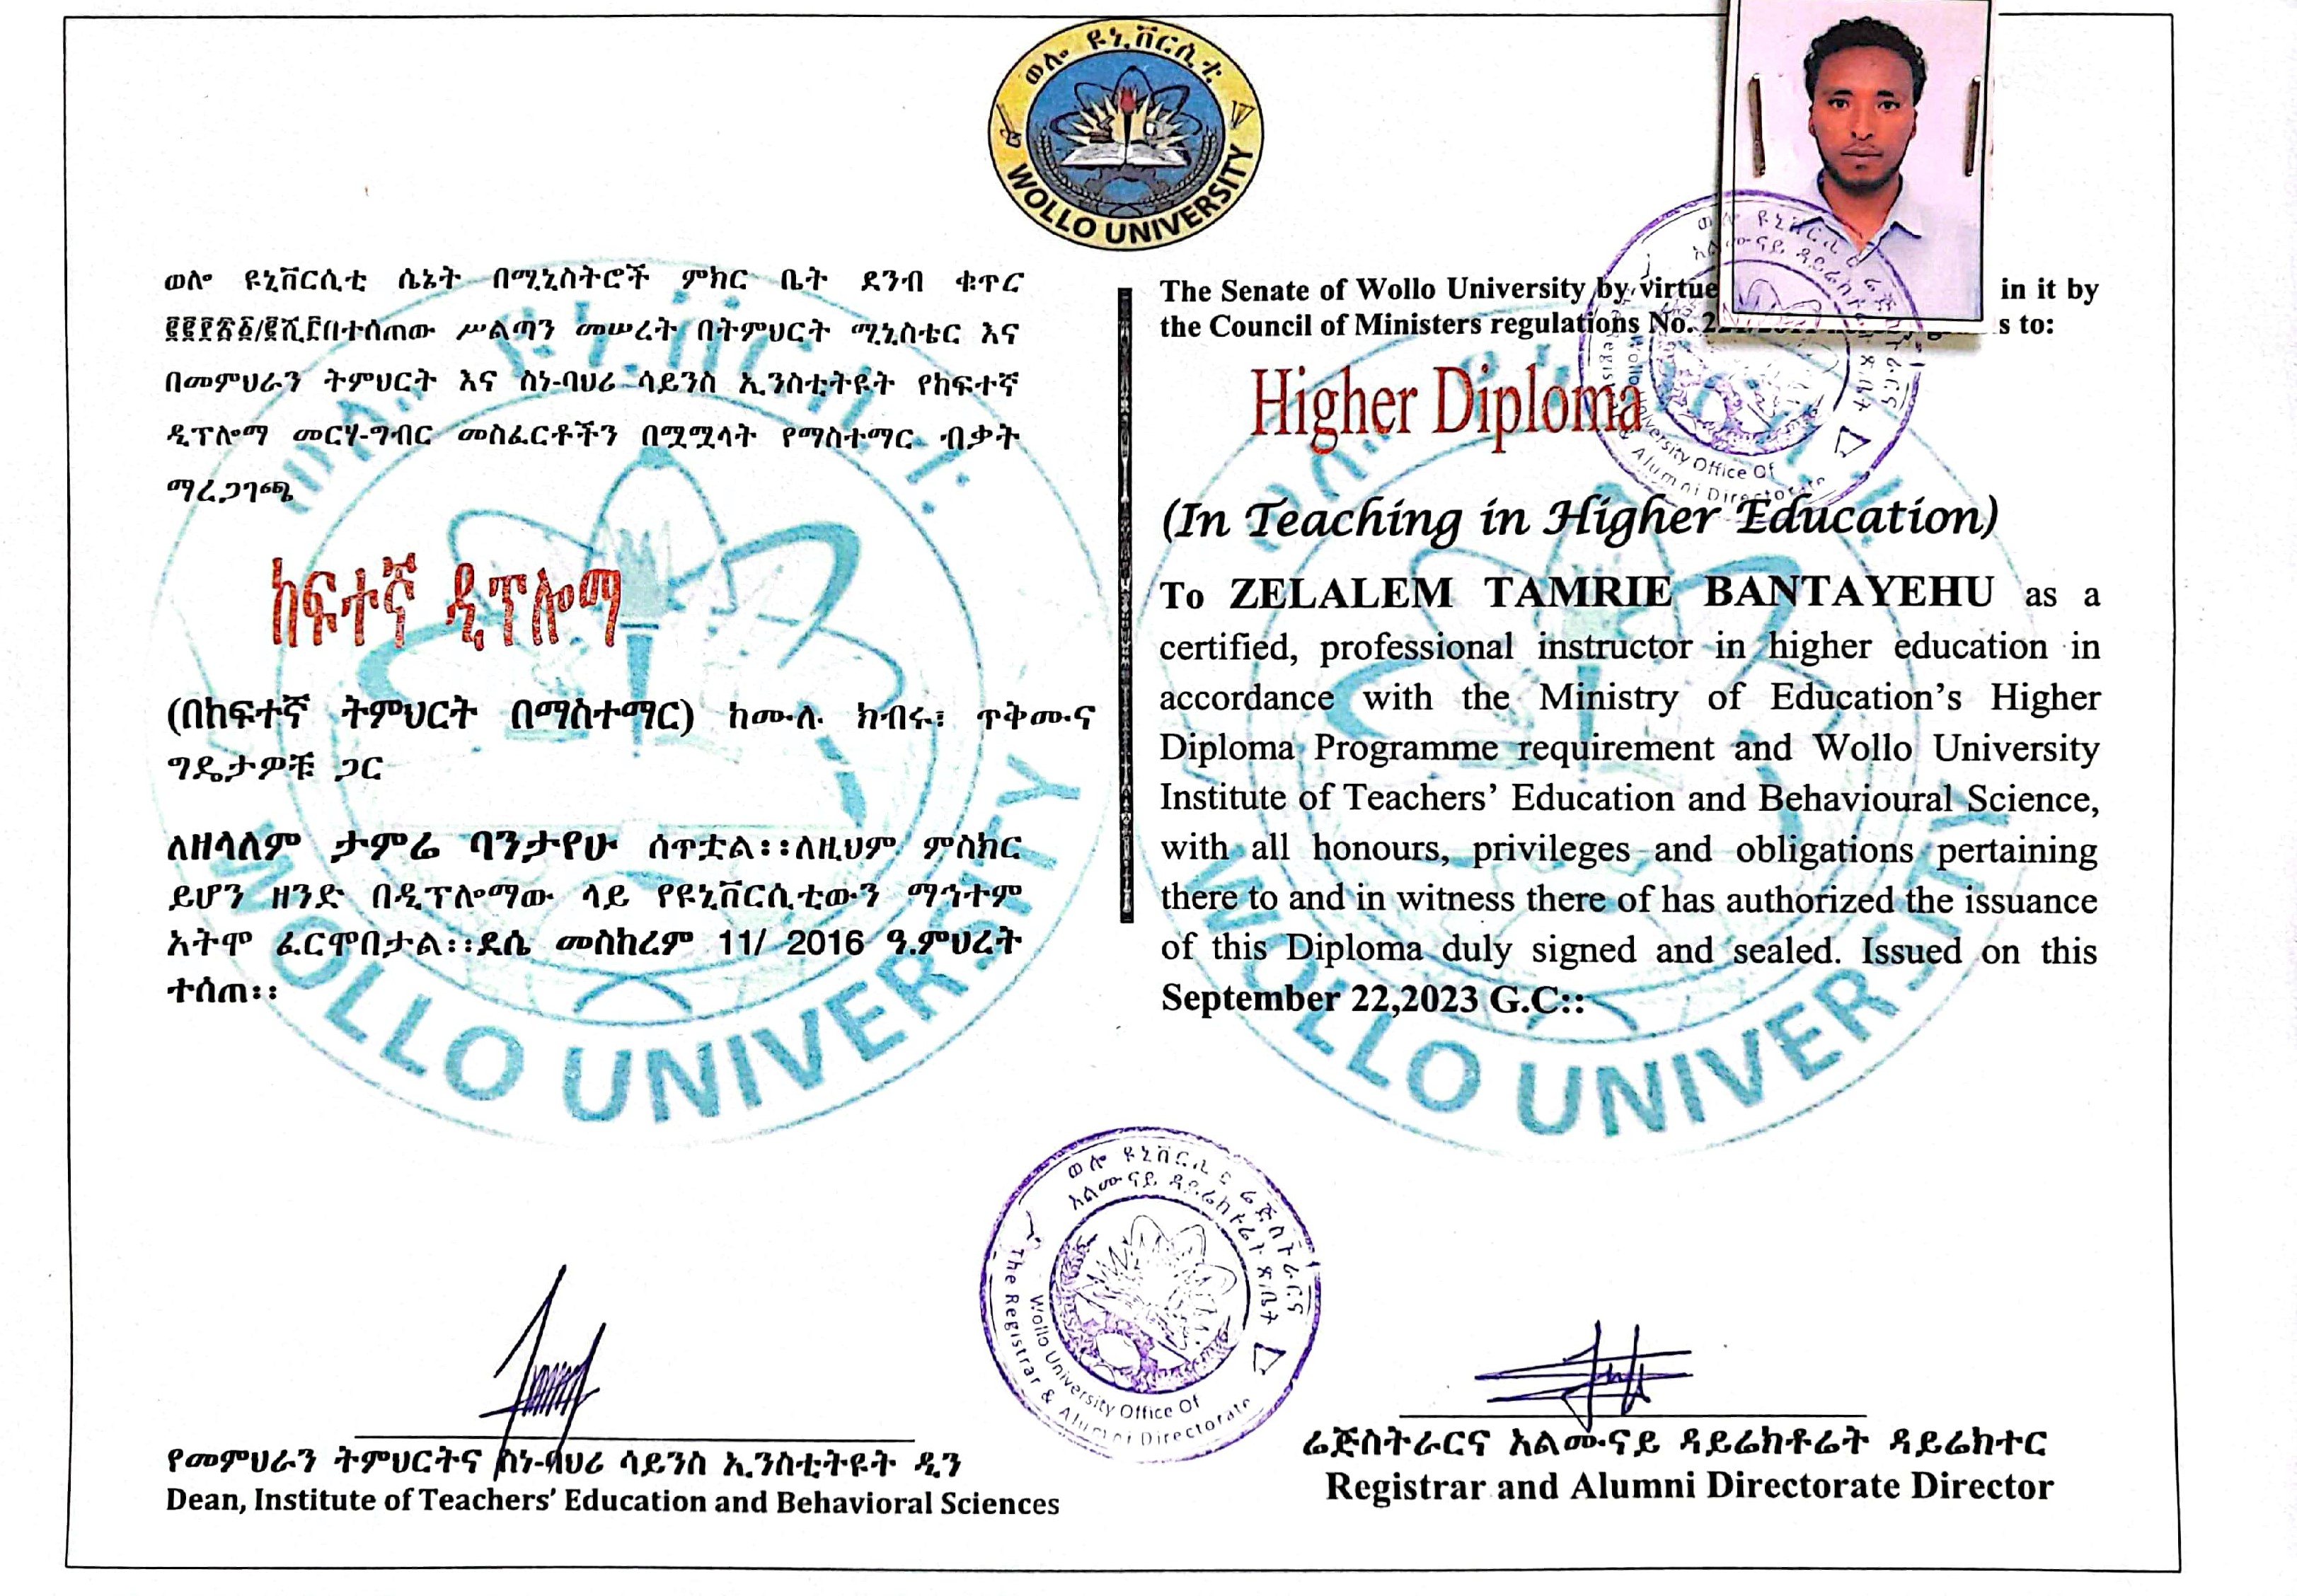 ወሎ ዩኒቨርሲቲ
WOLLO UNIVERSITY
ወሎ ዩኒቨርሲቲ ሴኔት በሚኒስትሮች ምክር ቤት ደንብ ቁጥር
በተሰጠው ሥልጣን መሠረት በትምህርት ሚኒስቴር እና
በመምህራን ትምህርት እና ስነ-ባህሪ ሳይንስ ኢንስቲትዩት የከፍተኛ
ዲፕሎማ መርሃ-ግብር መስፈርቶችን በሟሟላት የማስተማር ብቃት
ማረጋገጫ
ከፍተኛ ዲፕሎማ
(በከፍተኛ ትምህርት በማስተማር) ከሙሉ ክብሩ፣ ጥቅሙና
ግዴታዎቹ ጋር
ለዘላለም ታምሬ ባንታየሁ ሰጥቷል፡፡ለዚህም ምስክር
ይሆን ዘንድ በዲፕሎማው ላይ የዩኒቨርሲቲውን ማኅተም
አትሞ ፈርሞበታል፡፡ደሴ መስከረም 11/ 2016 ዓ.ምህረት
ተሰጠ፡፡
The Senate of Wollo University by virtue in it by
the Council of Ministers regulations No. s to:
Higher Diploma
(In Teaching in Higher Education)
To ZELALEM TAMRIE BANTAYEHU as a
certified, professional instructor in higher education in
accordance with the Ministry of Education’s Higher
Diploma Programme requirement and Wollo University
Institute of Teachers’ Education and Behavioural Science,
with all honours, privileges and obligations pertaining
there to and in witness there of has authorized the issuance
of this Diploma duly signed and sealed. Issued on this
September 22,2023 G.C::
ወሎ ዩኒቨርሲቲ ሬጅስትራርና
አልሙናይ ዳይሬክቶሬት ጽ/ቤት
Wollo University Office Of
The Registrar & Alumni Directorate
የመምህራን ትምህርትና ስነ-ባህሪ ሳይንስ ኢንስቲትዩት ዲን
Dean, Institute of Teachers’ Education and Behavioral Sciences
ሬጅስትራርና አልሙናይ ዳይሬክቶሬት ዳይሬክተር
Registrar and Alumni Directorate Director